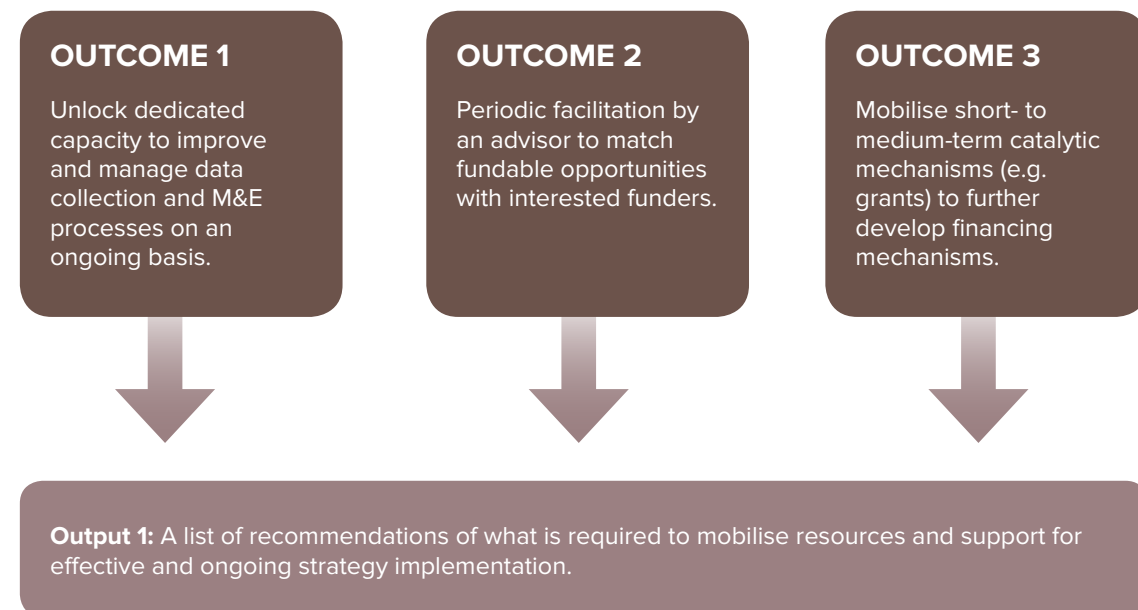 OUTCOME 1
Unlock dedicated
capacity to improve
and manage data
collection and M&E
processes on an
ongoing basis.
OUTCOME 2
Periodic facilitation by
an advisor to match
fundable opportunities
with interested funders.
OUTCOME 3
Mobilise short- to
medium-term catalytic
mechanisms (e.g.
grants) to further
develop financing
mechanisms.
Output 1: A list of recommendations of what is required to mobilise resources and support for
effective and ongoing strategy implementation.